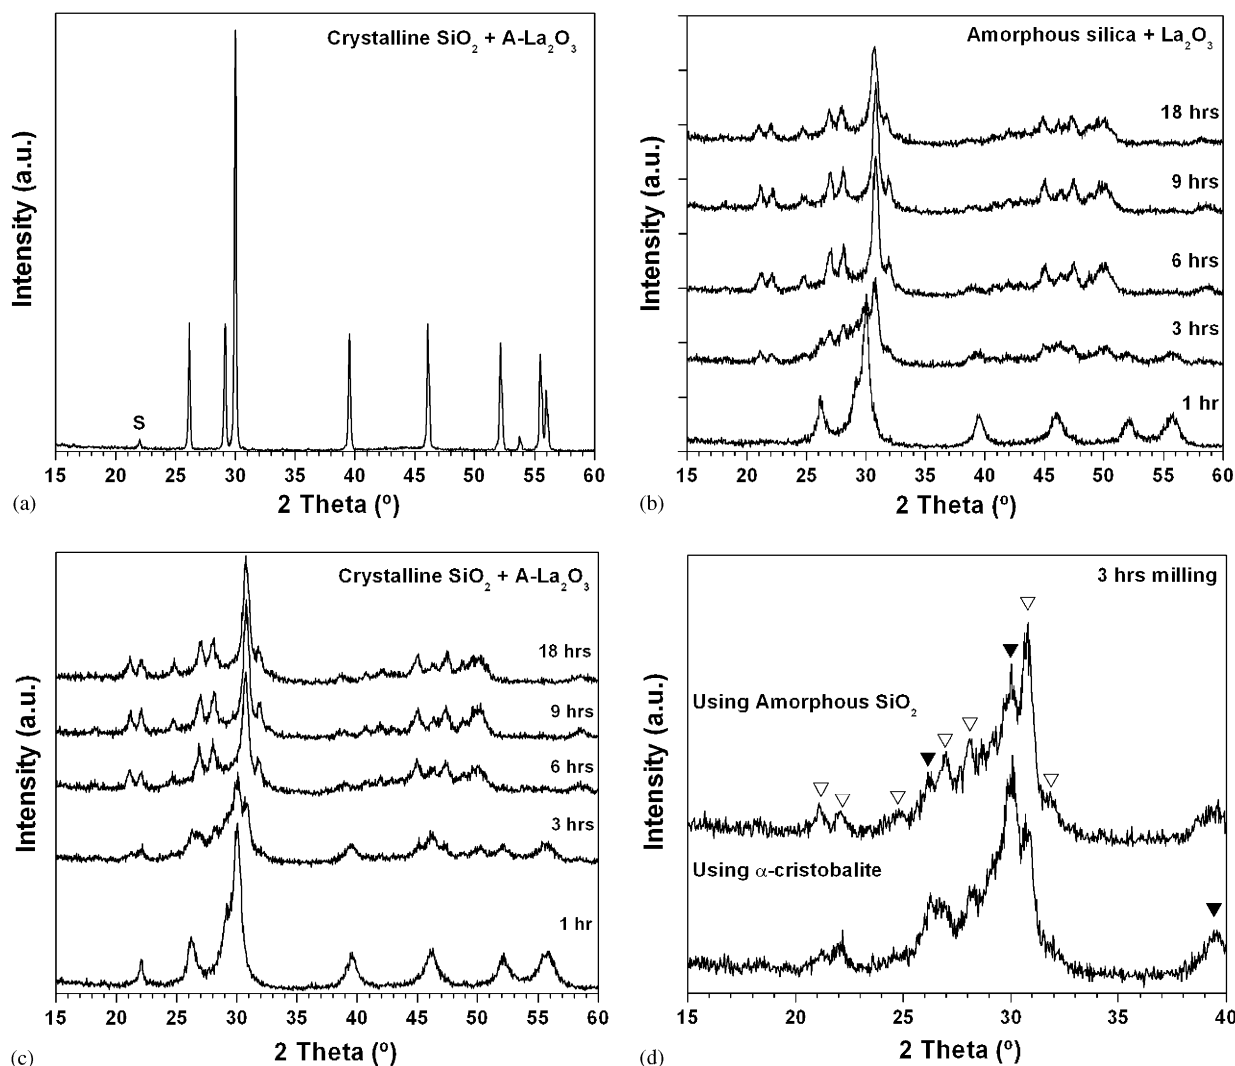 Crystalline SiO₂ + A-La₂O₃
Intensity (a.u.)
S
15 20 25 30 35 40 45 50 55 60
2 Theta (º)
(a)
Amorphous silica + La₂O₃
Intensity (a.u.)
18 hrs
9 hrs
6 hrs
3 hrs
1 hr
15 20 25 30 35 40 45 50 55 60
2 Theta (º)
(b)
Crystalline SiO₂ + A-La₂O₃
Intensity (a.u.)
18 hrs
9 hrs
6 hrs
3 hrs
1 hr
15 20 25 30 35 40 45 50 55 60
2 Theta (º)
(c)
3 hrs milling
Intensity (a.u.)
Using Amorphous SiO₂
Using α-cristobalite
15 20 25 30 35 40
2 Theta (º)
(d)